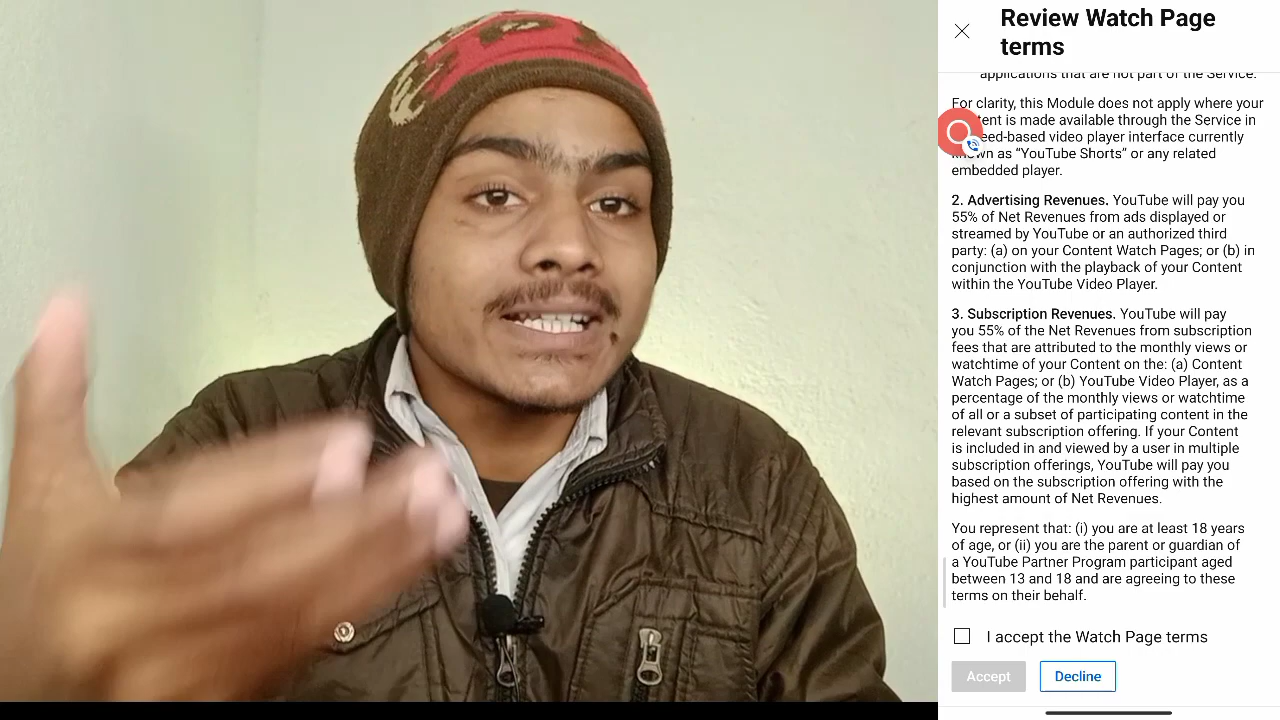 Review Watch Page
terms
applications that are not part of the Service.
For clarity, this Module does not apply where your
tent is made available through the Service in
eed-based video player interface currently
known as “YouTube Shorts” or any related
embedded player.
2. Advertising Revenues. YouTube will pay you
55% of Net Revenues from ads displayed or
streamed by YouTube or an authorized third
party: (a) on your Content Watch Pages; or (b) in
conjunction with the playback of your Content
within the YouTube Video Player.
3. Subscription Revenues. YouTube will pay
you 55% of the Net Revenues from subscription
fees that are attributed to the monthly views or
watchtime of your Content on the: (a) Content
Watch Pages; or (b) YouTube Video Player, as a
percentage of the monthly views or watchtime
of all or a subset of participating content in the
relevant subscription offering. If your Content
is included in and viewed by a user in multiple
subscription offerings, YouTube will pay you
based on the subscription offering with the
highest amount of Net Revenues.
You represent that: (i) you are at least 18 years
of age, or (ii) you are the parent or guardian of
a YouTube Partner Program participant aged
between 13 and 18 and are agreeing to these
terms on their behalf.
I accept the Watch Page terms
Accept
Decline